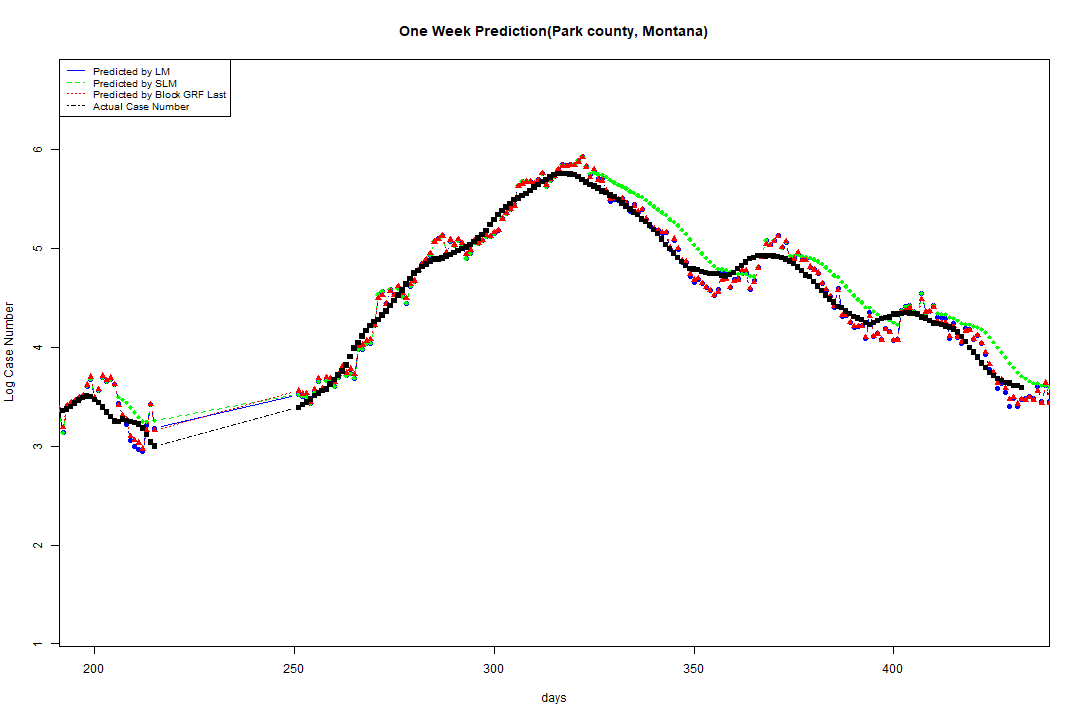 One Week Prediction(Park county, Montana)
Predicted by LM
Predicted by SLM
Predicted by Block GRF Last
Actual Case Number
Log Case Number
6
5
4
3
2
1
200
250
300
350
400
days